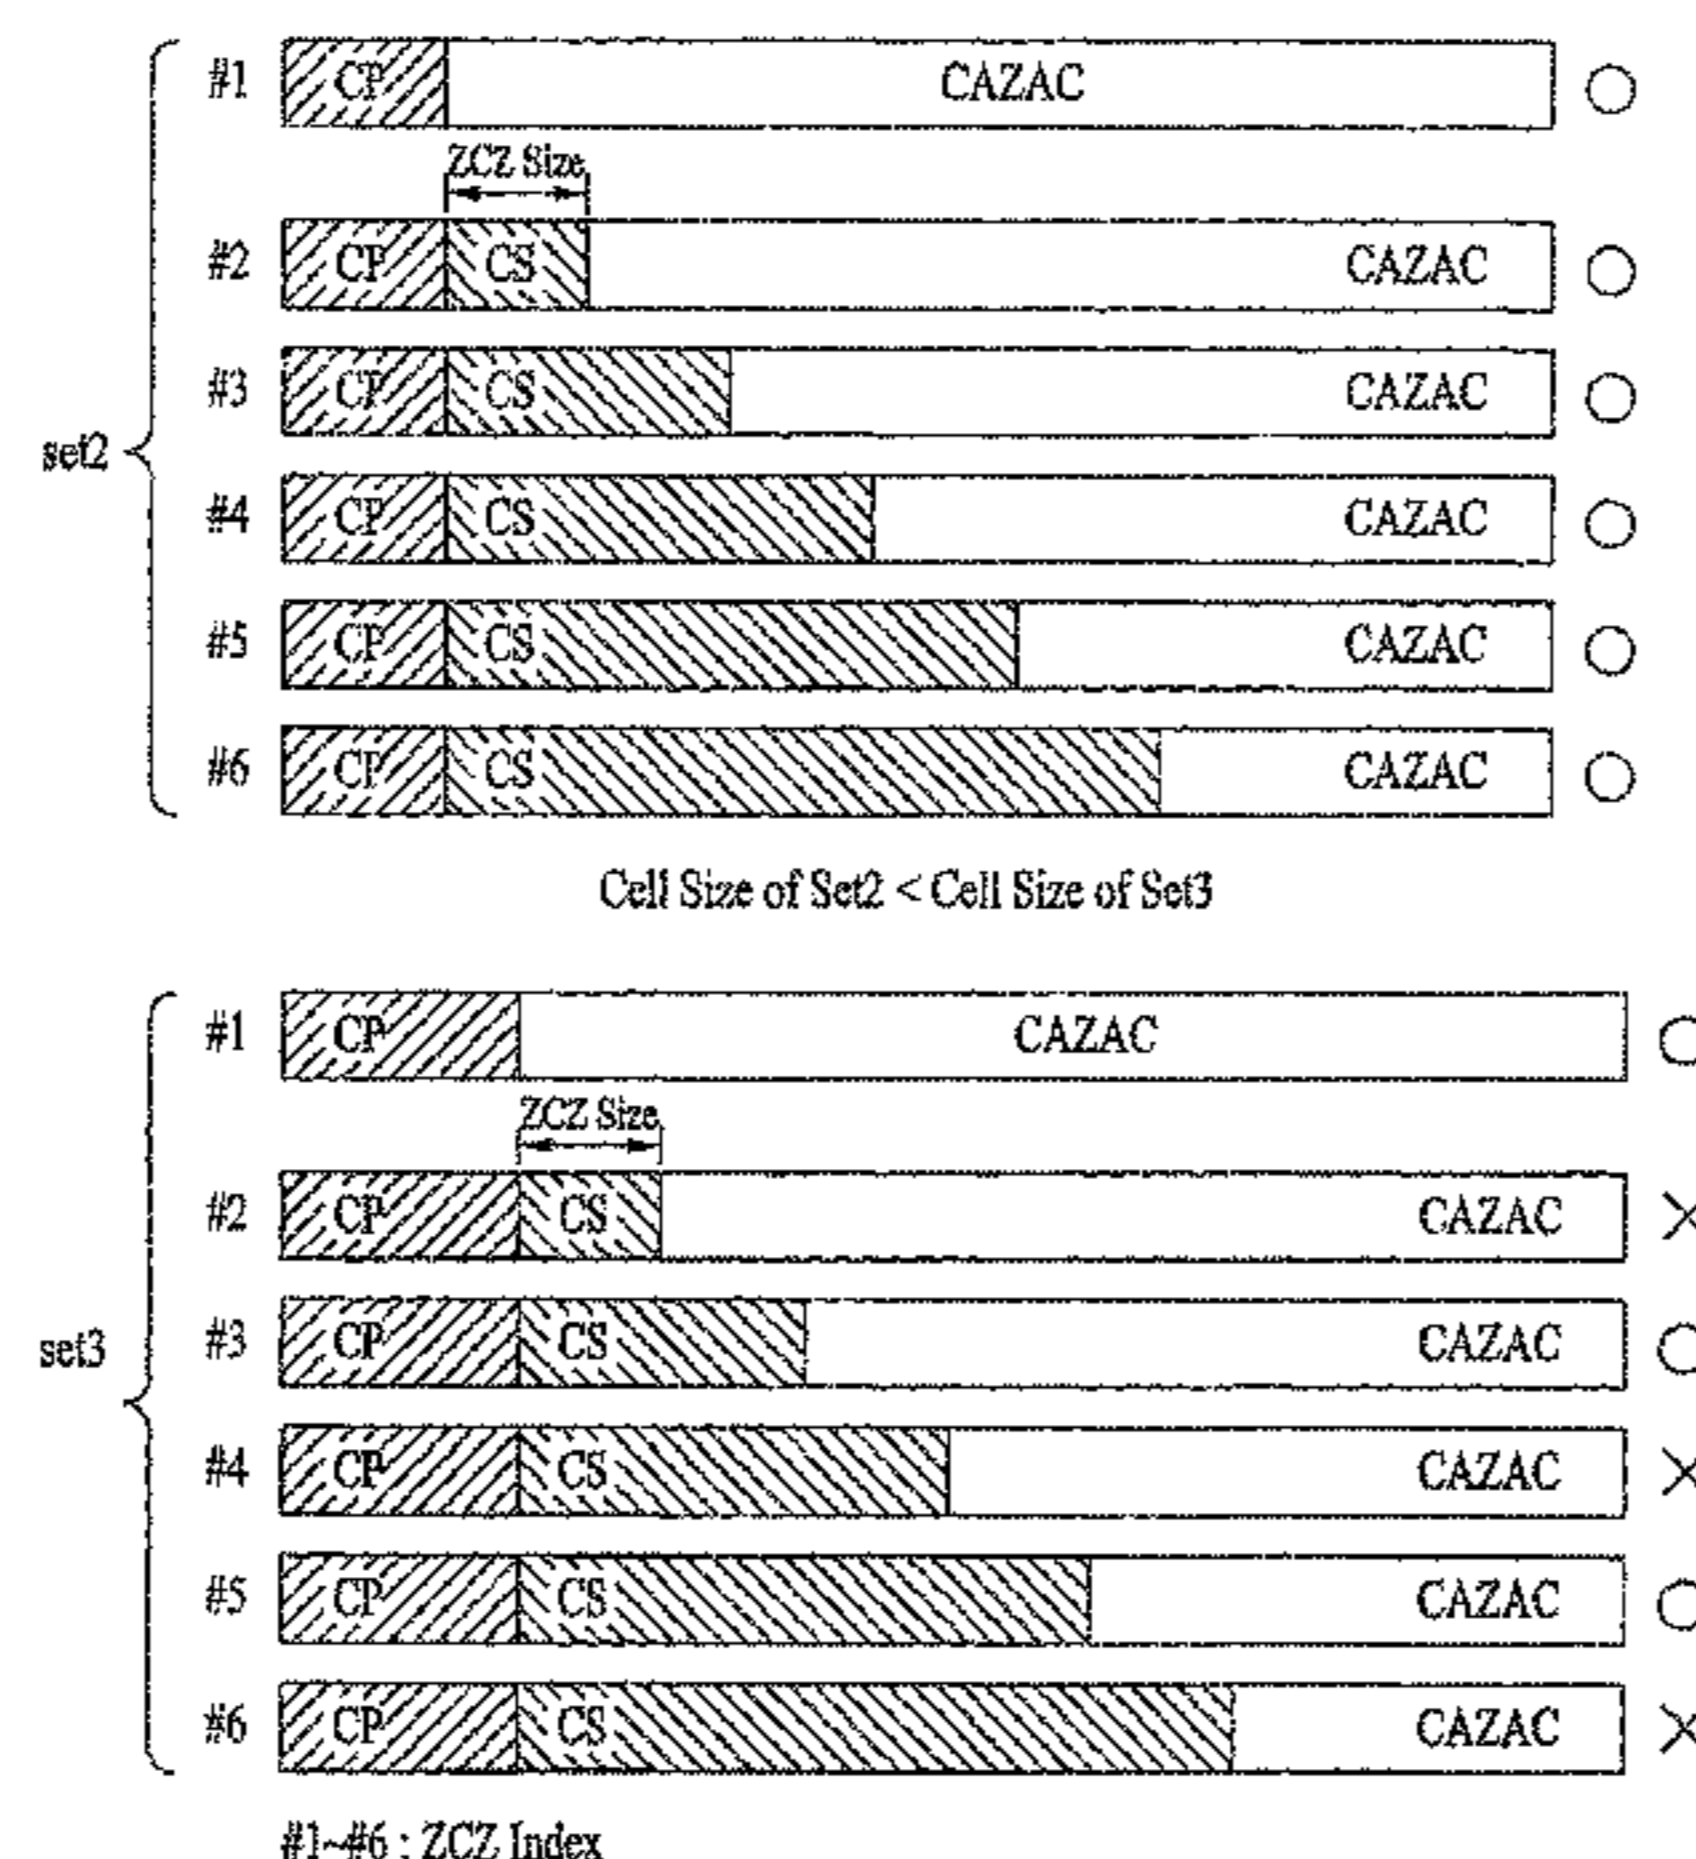 #1 CP CAZAC ○
ZCZ Size
#2 CP CS CAZAC ○
#3 CP CS CAZAC ○
set2
#4 CP CS CAZAC ○
#5 CP CS CAZAC ○
#6 CP CS CAZAC ○
Cell Size of Set2 < Cell Size of Set3
#1 CP CAZAC ○
ZCZ Size
#2 CP CS CAZAC ×
#3 CP CS CAZAC ○
set3
#4 CP CS CAZAC ×
#5 CP CS CAZAC ○
#6 CP CS CAZAC ×
#1~#6 : ZCZ Index